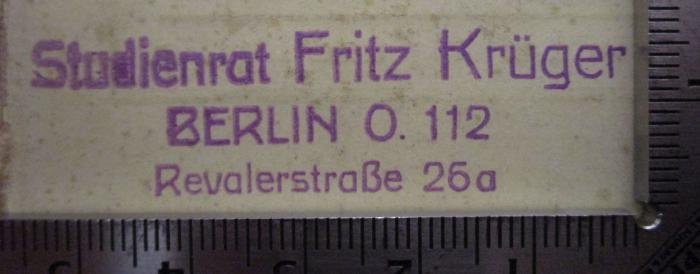 Studienrat Fritz Krüger
BERLIN O. 112
Revalerstraße 26a